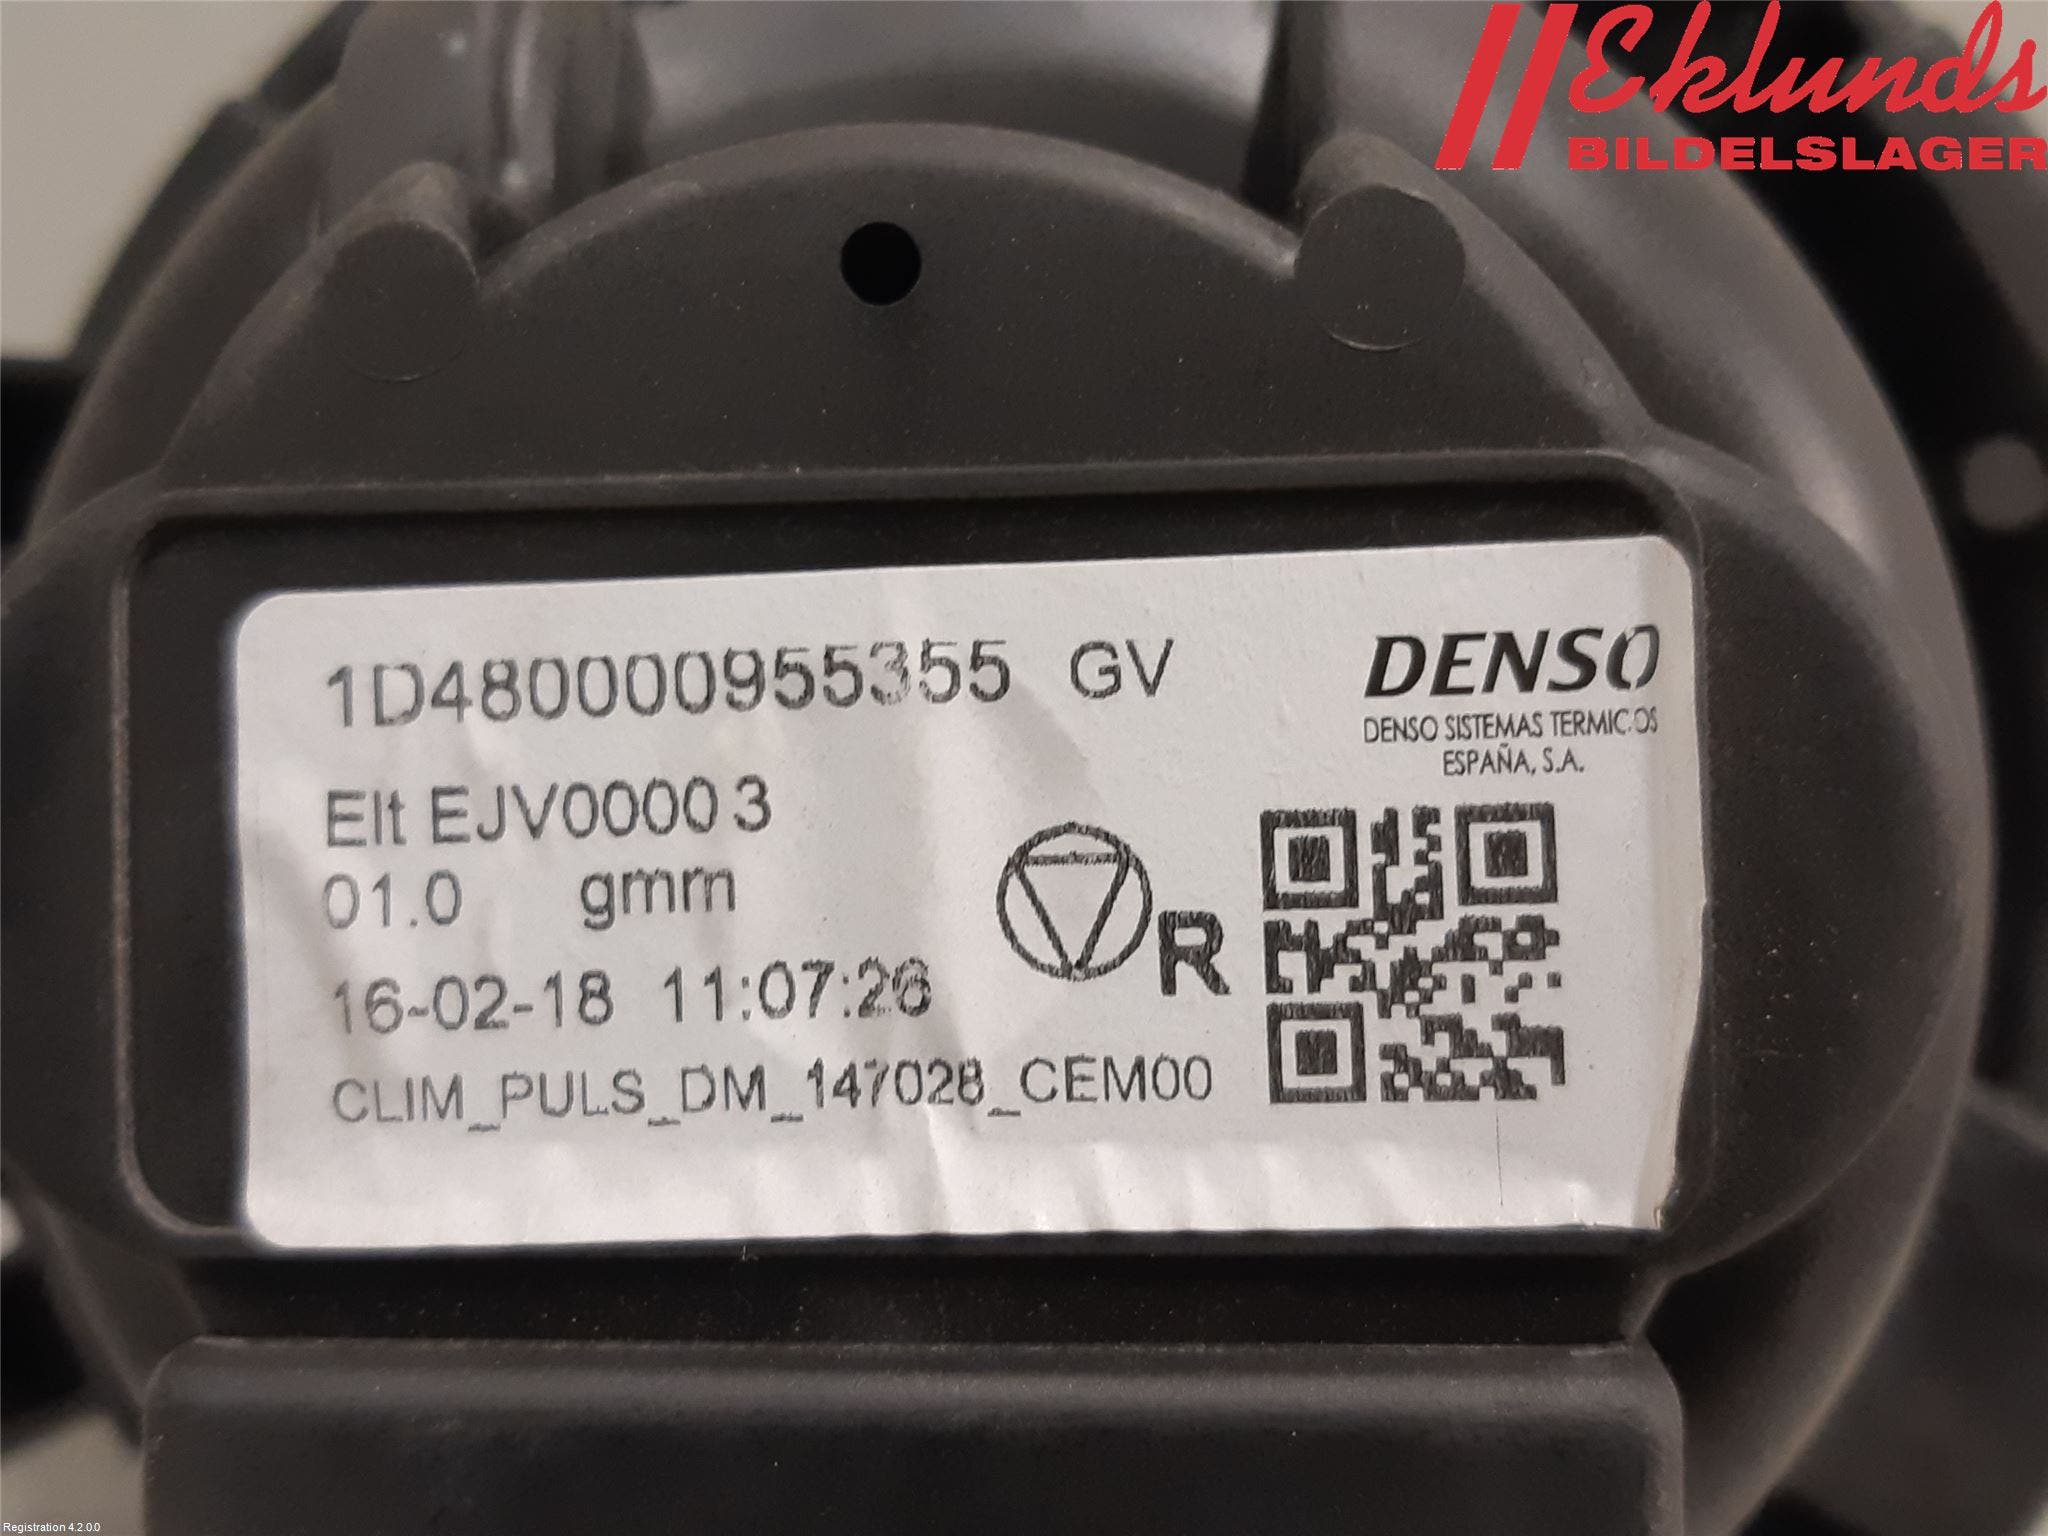 Eklunds
BILDELSLAGER
1D480000955355 GV
DENSO
DENSO SISTEMAS TERMICOS
ESPAÑA, S.A.
Elt EJV0000 3
01.0 gmm
R
16-02-18 11:07:26
CLIM_PULS_DM_147028_CEM00
Registration 4.2.0.0